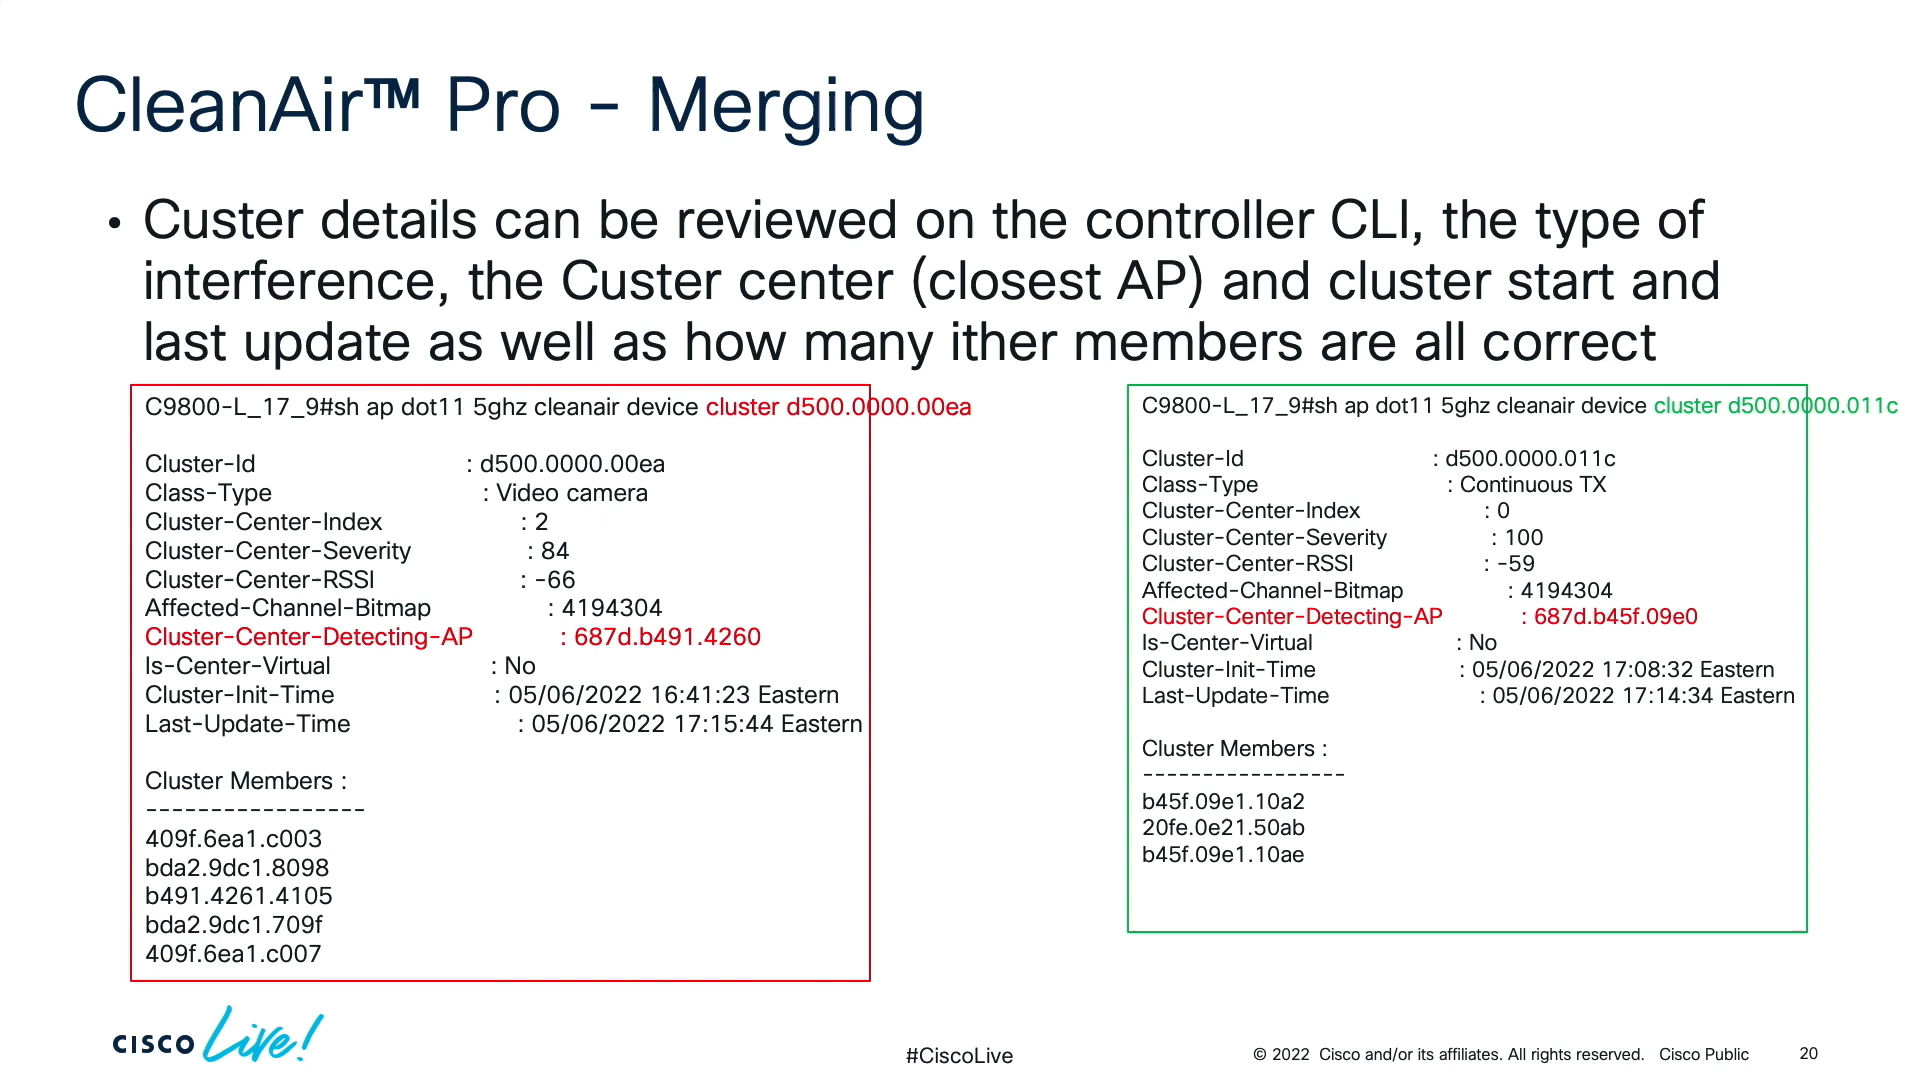 CleanAir™ Pro - Merging
• Custer details can be reviewed on the controller CLI, the type of
interference, the Custer center (closest AP) and cluster start and
last update as well as how many ither members are all correct
C9800-L_17_9#sh ap dot11 5ghz cleanair device cluster d500.0000.00ea
Cluster-Id : d500.0000.00ea
Class-Type : Video camera
Cluster-Center-Index : 2
Cluster-Center-Severity : 84
Cluster-Center-RSSI : -66
Affected-Channel-Bitmap : 4194304
Cluster-Center-Detecting-AP : 687d.b491.4260
Is-Center-Virtual : No
Cluster-Init-Time : 05/06/2022 16:41:23 Eastern
Last-Update-Time : 05/06/2022 17:15:44 Eastern
Cluster Members :
-----------------
409f.6ea1.c003
bda2.9dc1.8098
b491.4261.4105
bda2.9dc1.709f
409f.6ea1.c007
C9800-L_17_9#sh ap dot11 5ghz cleanair device cluster d500.0000.011c
Cluster-Id : d500.0000.011c
Class-Type : Continuous TX
Cluster-Center-Index : 0
Cluster-Center-Severity : 100
Cluster-Center-RSSI : -59
Affected-Channel-Bitmap : 4194304
Cluster-Center-Detecting-AP : 687d.b45f.09e0
Is-Center-Virtual : No
Cluster-Init-Time : 05/06/2022 17:08:32 Eastern
Last-Update-Time : 05/06/2022 17:14:34 Eastern
Cluster Members :
-----------------
b45f.09e1.10a2
20fe.0e21.50ab
b45f.09e1.10ae
CISCO Live!
#CiscoLive
© 2022 Cisco and/or its affiliates. All rights reserved. Cisco Public
20